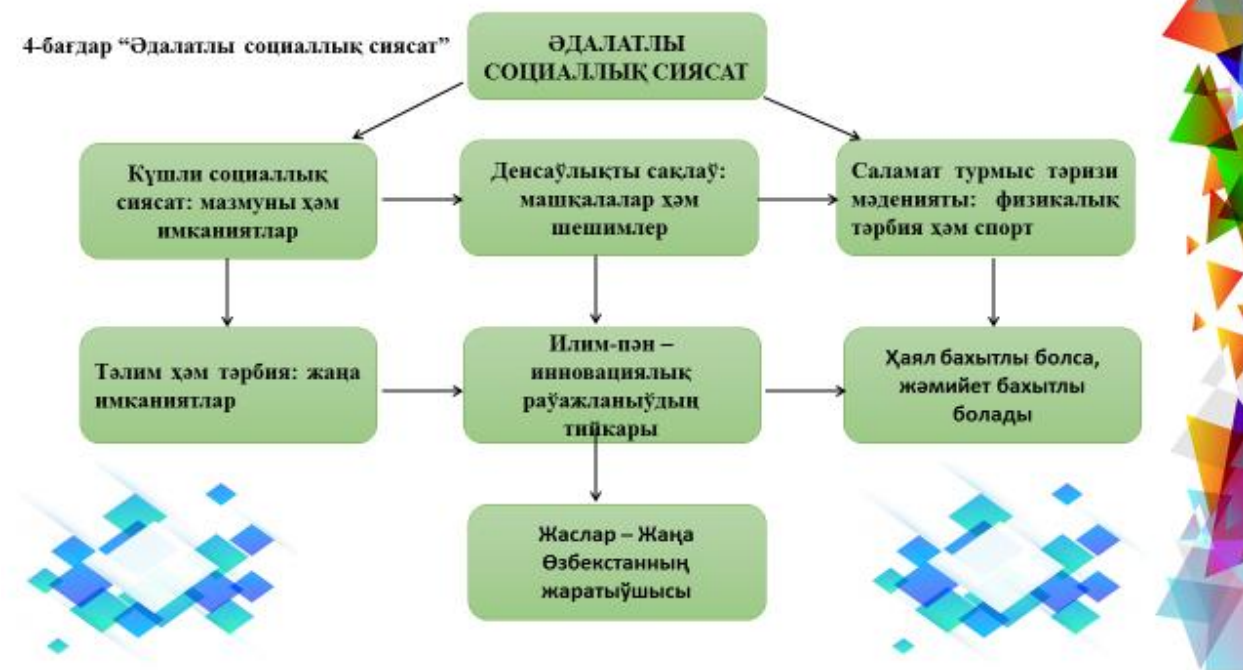 4-бағдар “Әдалатлы социаллық сиясат”
ӘДАЛАТЛЫ
СОЦИАЛЛЫҚ СИЯСАТ
Күшли социаллық
сиясат: мазмуны ҳәм
имканиятлар
Денсаўлықты сақлаў:
машқалалар ҳәм
шешимлер
Саламат турмыс тәризи
мәденияты: физикалық
тәрбия ҳәм спорт
Тәлим ҳәм тәрбия: жаңа
имканиятлар
Илим-пән –
инновациялық
раўажланыўдың
тийкары
Ҳаял бахытлы болса,
жәмийет бахытлы
болады
Жаслар – Жаңа
Өзбекстанның
жаратыўшысы